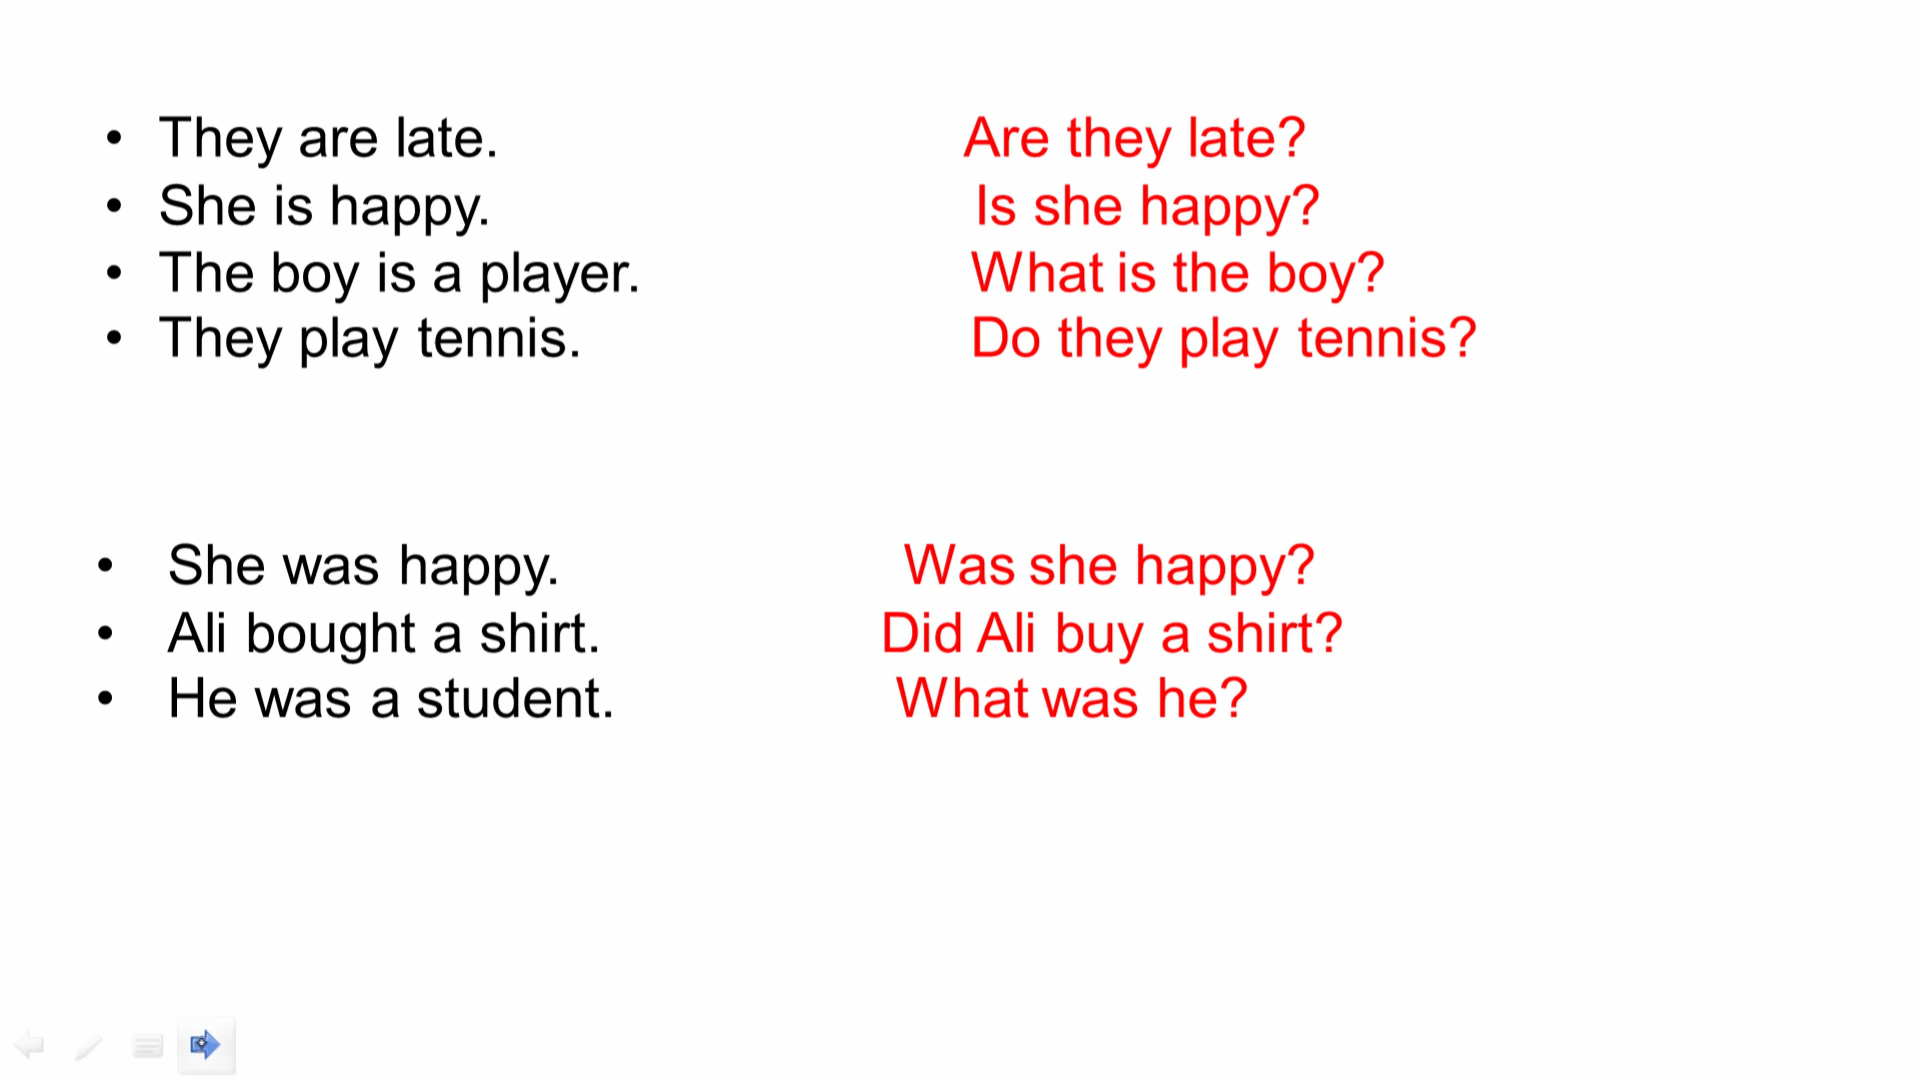 • They are late. Are they late?
• She is happy. Is she happy?
• The boy is a player. What is the boy?
• They play tennis. Do they play tennis?
• She was happy. Was she happy?
• Ali bought a shirt. Did Ali buy a shirt?
• He was a student. What was he?